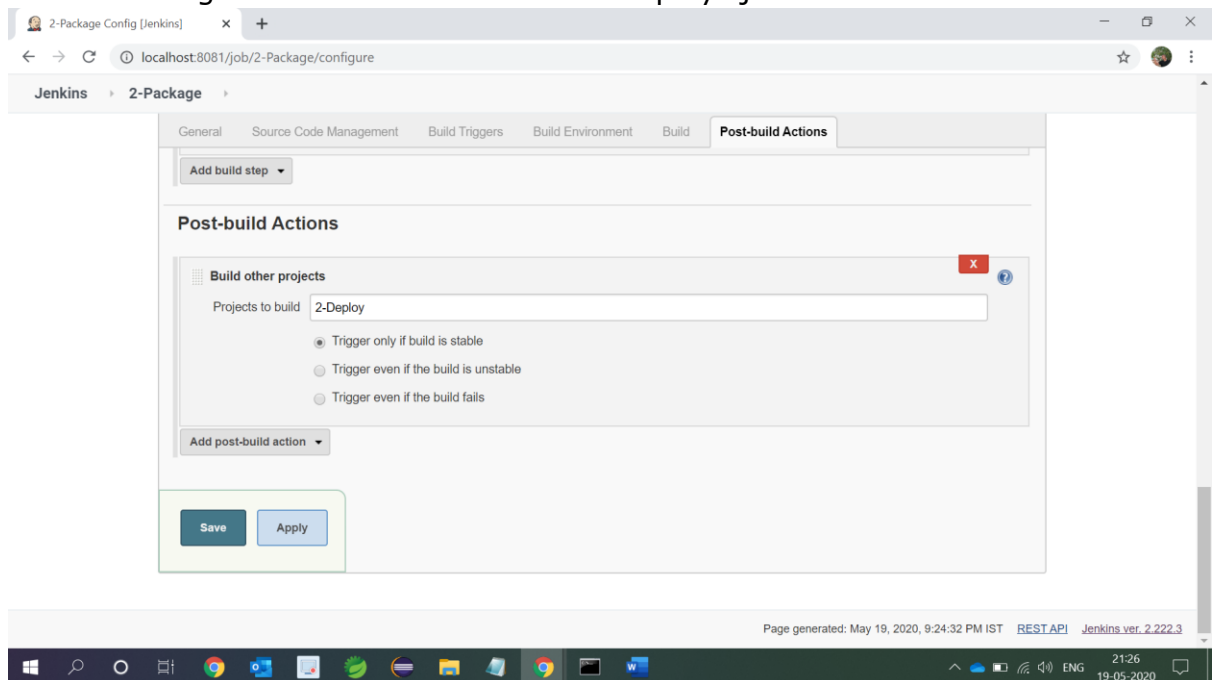 2-Package Config [Jenkins]
localhost:8081/job/2-Package/configure
Jenkins 2-Package
General Source Code Management Build Triggers Build Environment Build Post-build Actions
Add build step
Post-build Actions
X
Build other projects
Projects to build 2-Deploy
Trigger only if build is stable
Trigger even if the build is unstable
Trigger even if the build fails
Add post-build action
Save Apply
Page generated: May 19, 2020, 9:24:32 PM IST REST API Jenkins ver. 2.222.3
ENG 21:26
19-05-2020